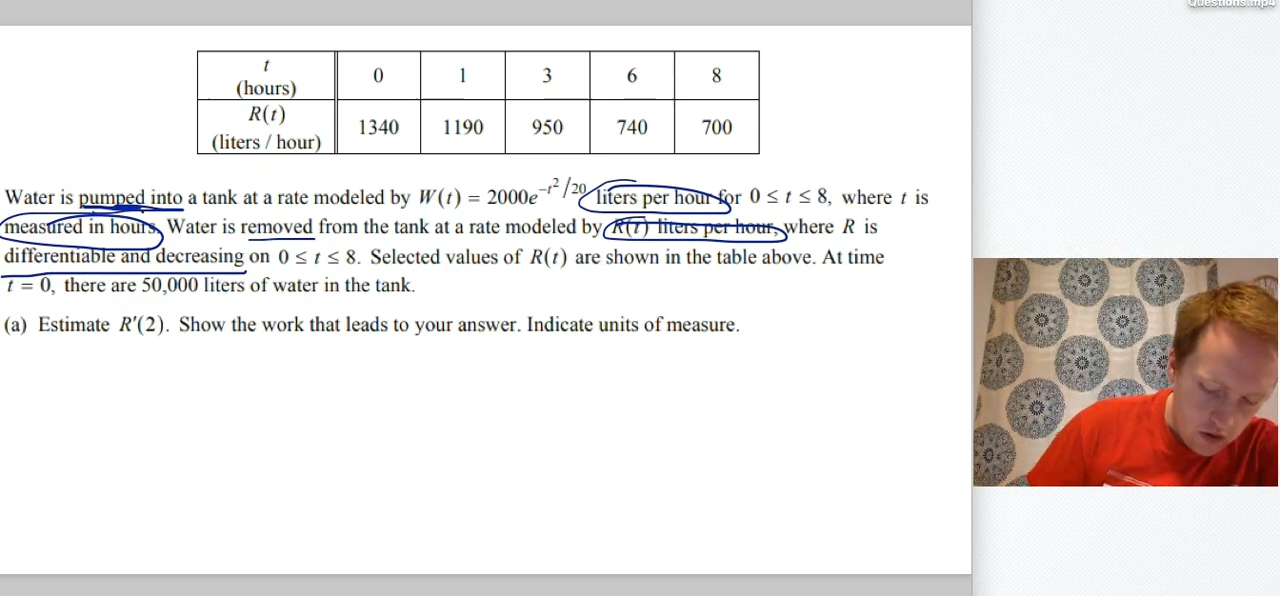 Questions.mp4
t (hours) 0 1 3 6 8
R(t) (liters / hour) 1340 1190 950 740 700
Water is pumped into a tank at a rate modeled by W(t) = 2000e^(-t²/20) liters per hour for 0 ≤ t ≤ 8, where t is
measured in hours. Water is removed from the tank at a rate modeled by R(t) liters per hour, where R is
differentiable and decreasing on 0 ≤ t ≤ 8. Selected values of R(t) are shown in the table above. At time
t = 0, there are 50,000 liters of water in the tank.
(a) Estimate R′(2). Show the work that leads to your answer. Indicate units of measure.